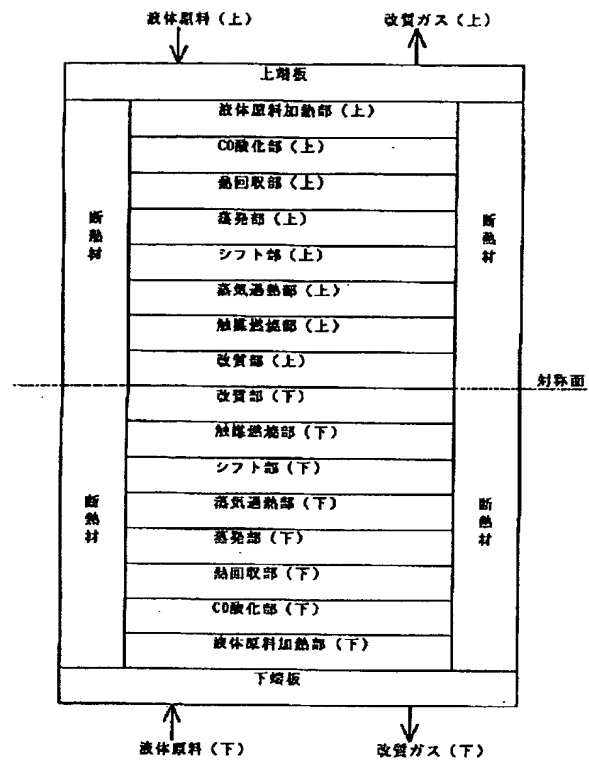 液体原料(上) 改質ガス(上)
上端板
液体原料加熱部(上)
CO酸化部(上)
熱回収部(上)
蒸発部(上)
断熱材
断熱材
シフト部(上)
蒸気過熱部(上)
触媒燃焼部(上)
改質部(上)
対称面
改質部(下)
触媒燃焼部(下)
シフト部(下)
蒸気過熱部(下)
断熱材
断熱材
蒸発部(下)
熱回収部(下)
CO酸化部(下)
液体原料加熱部(下)
下端板
液体原料(下) 改質ガス(下)